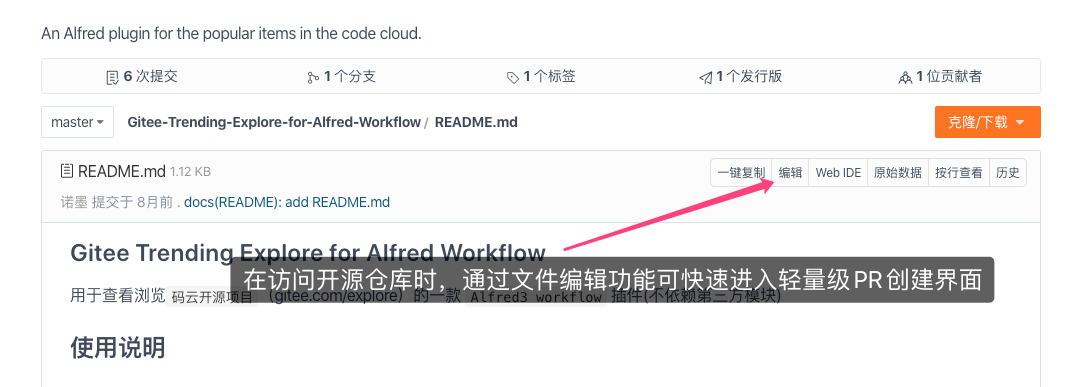 An Alfred plugin for the popular items in the code cloud.
6 次提交 1 个分支 1 个标签 1 个发行版 1 位贡献者
master Gitee-Trending-Explore-for-Alfred-Workflow / README.md 克隆/下载
README.md 1.12 KB 一键复制 编辑 Web IDE 原始数据 按行查看 历史
诺墨 提交于 8月前 . docs(README): add README.md
Gitee Trending Explore for Alfred Workflow
在访问开源仓库时，通过文件编辑功能可快速进入轻量级 PR 创建界面
用于查看浏览 码云开源项目 （gitee.com/explore）的一款 Alfred3 workflow 插件(不依赖第三方模块)
使用说明